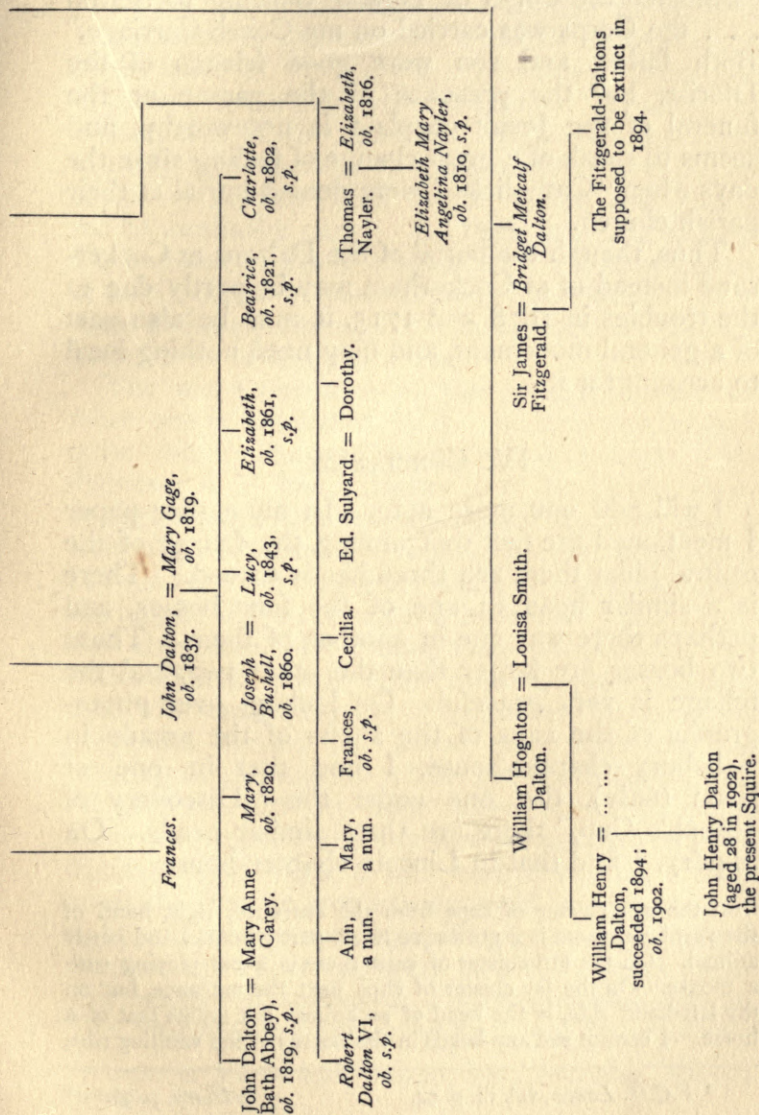 Frances.
John Dalton, = Mary Gage,
ob. 1837.
ob. 1819.
John Dalton = Mary Anne
Bath Abbey), Carey.
ob. 1819, s.p.
Mary,
ob. 1820.
Joseph = Lucy,
Bushell, ob. 1843,
ob. 1860. s.p.
Elizabeth,
ob. 1861,
s.p.
Beatrice,
ob. 1821,
s.p.
Charlotte,
ob. 1802,
s.p.
Robert
Dalton VI,
ob. s.p.
Ann,
a nun.
Mary,
a nun.
Frances,
ob. s.p.
Cecilia.
Ed. Sulyard. = Dorothy.
Thomas = Elizabeth,
Nayler. ob. 1816.
Elizabeth Mary
Angelina Nayler,
ob. 1810, s.p.
William Hoghton = Louisa Smith.
Dalton.
Sir James = Bridget Metcalf
Fitzgerald. Dalton.
William Henry = ... ...
Dalton,
succeeded 1894;
ob. 1902.
The Fitzgerald-Daltons
supposed to be extinct in
1894.
John Henry Dalton
(aged 28 in 1902),
the present Squire.